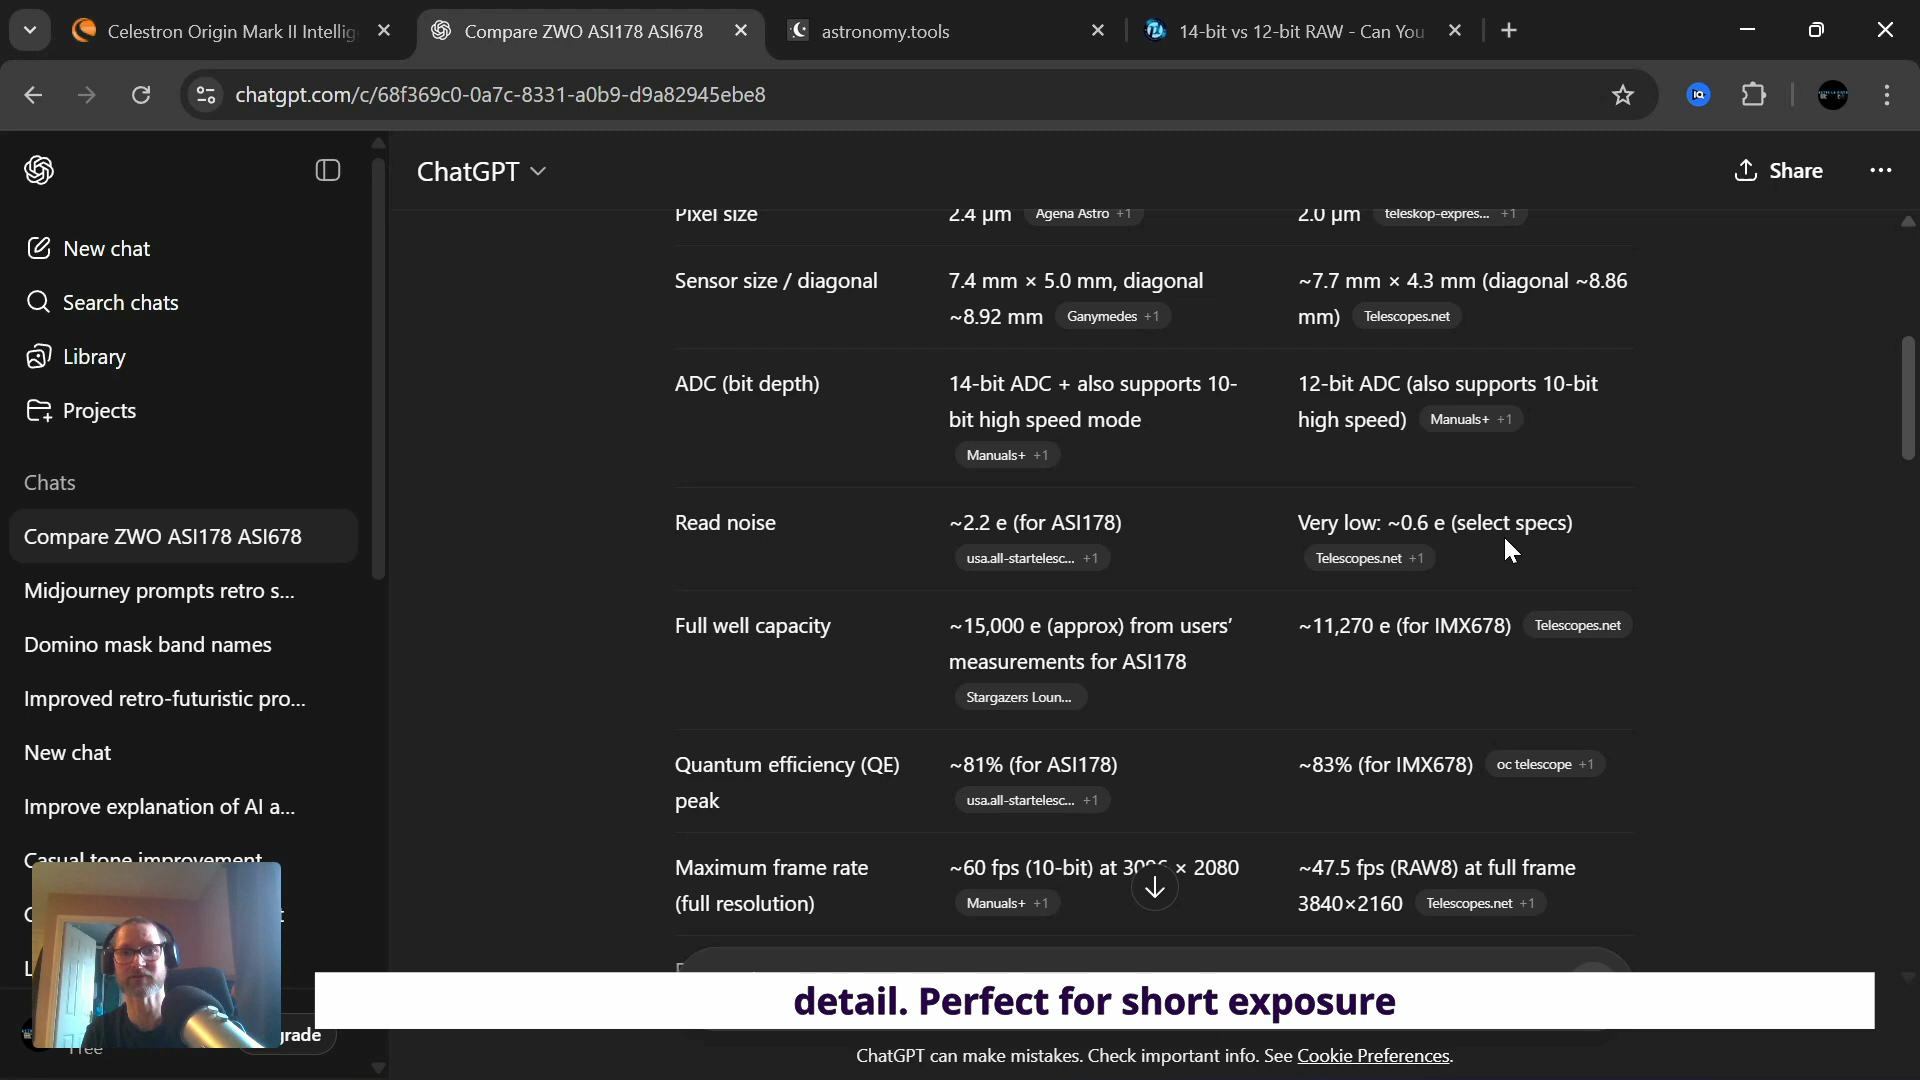 Celestron Origin Mark II Intellig
Compare ZWO ASI178 ASI678
astronomy.tools
14-bit vs 12-bit RAW - Can You
chatgpt.com/c/68f369c0-0a7c-8331-a0b9-d9a82945ebe8
ChatGPT
Share
New chat
Search chats
Library
Projects
Chats
Compare ZWO ASI178 ASI678
Midjourney prompts retro s...
Domino mask band names
Improved retro-futuristic pro...
New chat
Improve explanation of AI a...
Casual tone improvement
Free
grade
Pixel size
2.4 µm Agena Astro +1
2.0 µm teleskop-expres... +1
Sensor size / diagonal
7.4 mm × 5.0 mm, diagonal
~8.92 mm Ganymedes +1
~7.7 mm × 4.3 mm (diagonal ~8.86
mm) Telescopes.net
ADC (bit depth)
14-bit ADC + also supports 10-
bit high speed mode
Manuals+ +1
12-bit ADC (also supports 10-bit
high speed) Manuals+ +1
Read noise
~2.2 e (for ASI178)
usa.all-startelesc... +1
Very low: ~0.6 e (select specs)
Telescopes.net +1
Full well capacity
~15,000 e (approx) from users’
measurements for ASI178
Stargazers Loun...
~11,270 e (for IMX678) Telescopes.net
Quantum efficiency (QE)
peak
~81% (for ASI178)
usa.all-startelesc... +1
~83% (for IMX678) oc telescope +1
Maximum frame rate
(full resolution)
~60 fps (10-bit) at 3096 × 2080
Manuals+ +1
~47.5 fps (RAW8) at full frame
3840×2160 Telescopes.net +1
detail. Perfect for short exposure
ChatGPT can make mistakes. Check important info. See Cookie Preferences.